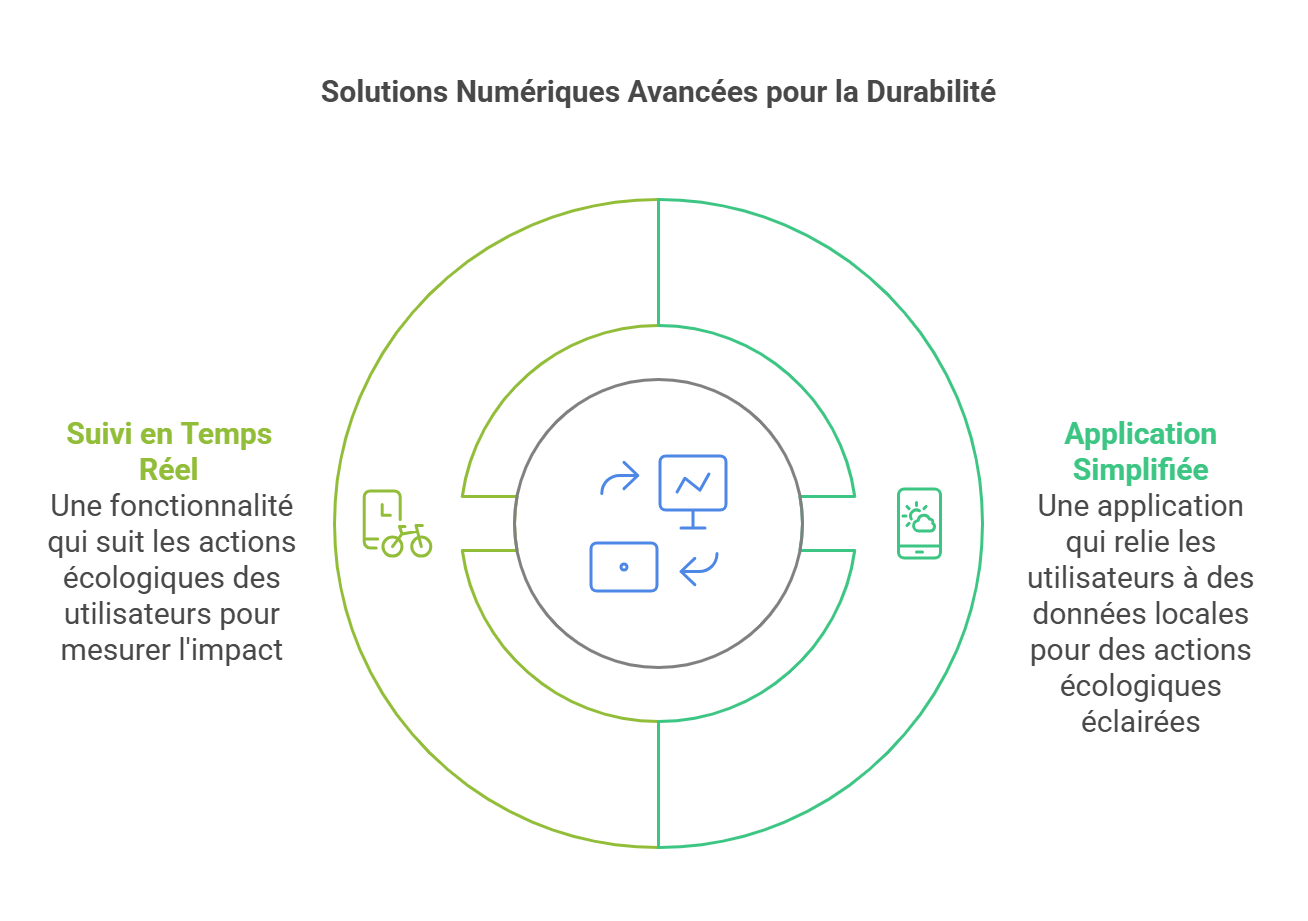 Solutions Numériques Avancées pour la Durabilité
Suivi en Temps
Réel
Une fonctionnalité
qui suit les actions
écologiques des
utilisateurs pour
mesurer l'impact
Application
Simplifiée
Une application
qui relie les
utilisateurs à des
données locales
pour des actions
écologiques
éclairées